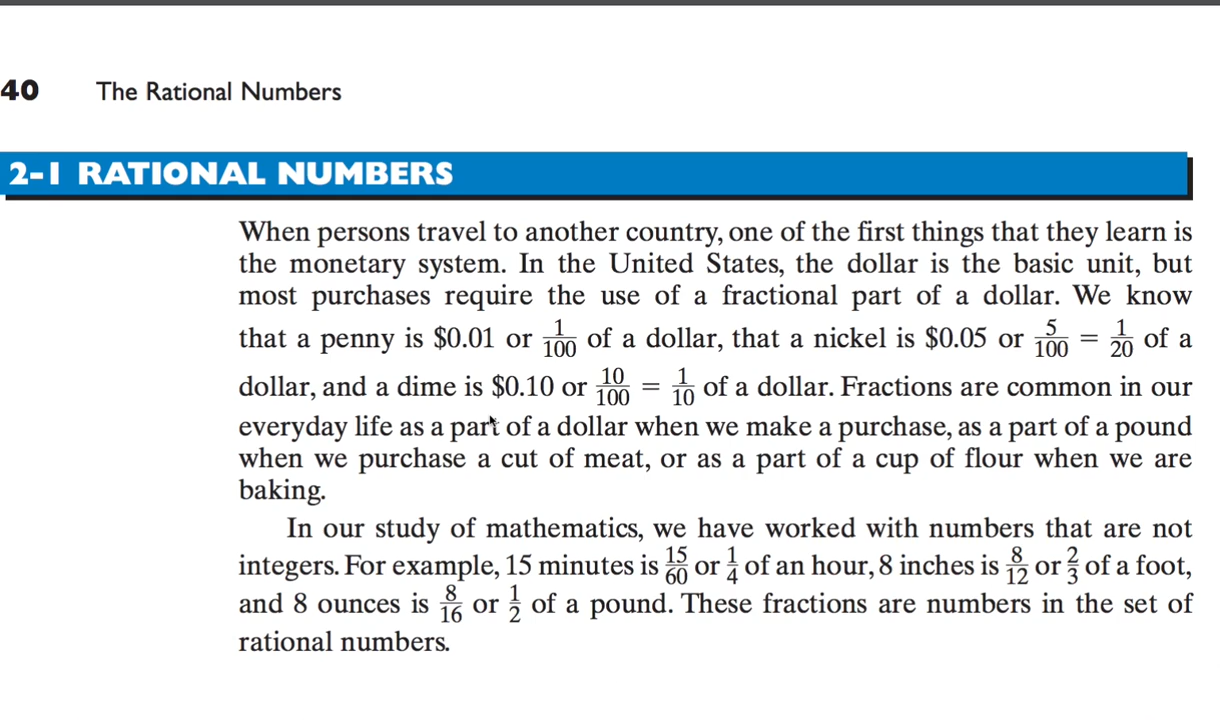 40 The Rational Numbers
2-1 RATIONAL NUMBERS
When persons travel to another country, one of the first things that they learn is
the monetary system. In the United States, the dollar is the basic unit, but
most purchases require the use of a fractional part of a dollar. We know
that a penny is $0.01 or 1/100 of a dollar, that a nickel is $0.05 or 5/100 = 1/20 of a
dollar, and a dime is $0.10 or 10/100 = 1/10 of a dollar. Fractions are common in our
everyday life as a part of a dollar when we make a purchase, as a part of a pound
when we purchase a cut of meat, or as a part of a cup of flour when we are
baking.
In our study of mathematics, we have worked with numbers that are not
integers. For example, 15 minutes is 15/60 or 1/4 of an hour, 8 inches is 8/12 or 2/3 of a foot,
and 8 ounces is 8/16 or 1/2 of a pound. These fractions are numbers in the set of
rational numbers.